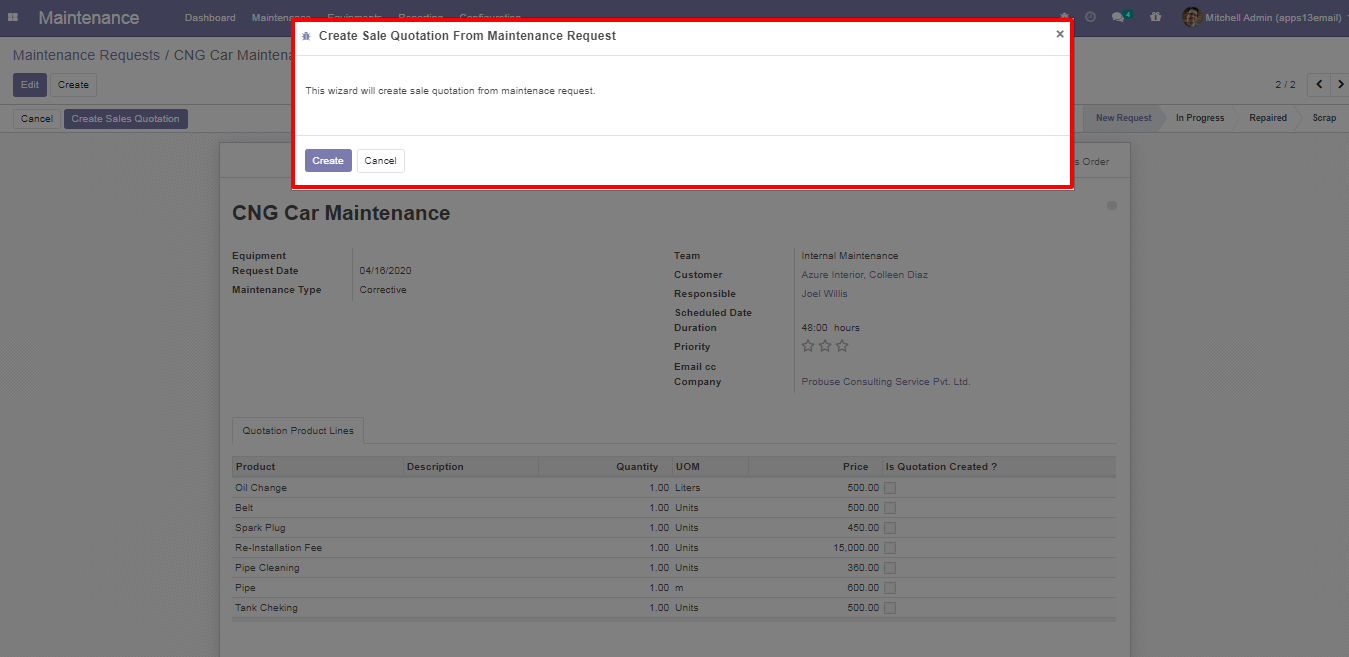 Maintenance Dashboard Maintenance Equipments Reporting Configuration 4 Mitchell Admin (apps13email)
Create Sale Quotation From Maintenance Request ×
Maintenance Requests / CNG Car Maintena
Edit Create 2 / 2
This wizard will create sale quotation from maintenace request.
Cancel Create Sales Quotation New Request In Progress Repaired Scrap
Create Cancel
s Order
CNG Car Maintenance
Equipment
Request Date 04/16/2020
Maintenance Type Corrective
Team Internal Maintenance
Customer Azure Interior, Colleen Diaz
Responsible Joel Willis
Scheduled Date
Duration 48:00 hours
Priority
Email cc
Company Probuse Consulting Service Pvt. Ltd.
Quotation Product Lines
Product Description Quantity UOM Price Is Quotation Created ?
Oil Change 1.00 Liters 500.00
Belt 1.00 Units 500.00
Spark Plug 1.00 Units 450.00
Re-Installation Fee 1.00 Units 15,000.00
Pipe Cleaning 1.00 Units 360.00
Pipe 1.00 m 600.00
Tank Cheking 1.00 Units 500.00